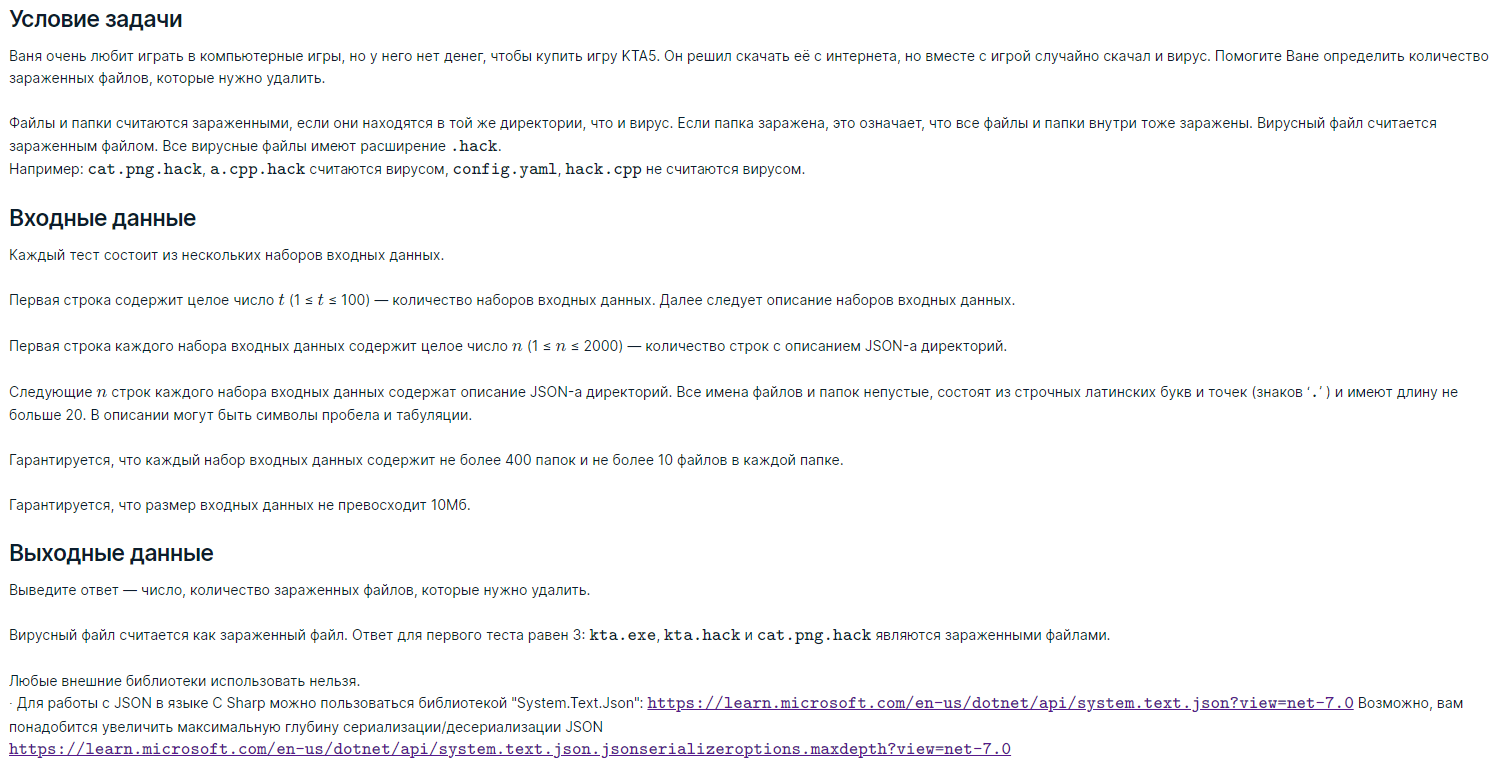 Условие задачи
Ваня очень любит играть в компьютерные игры, но у него нет денег, чтобы купить игру KTA5. Он решил скачать её с интернета, но вместе с игрой случайно скачал и вирус. Помогите Ване определить количество
зараженных файлов, которые нужно удалить.
Файлы и папки считаются зараженными, если они находятся в той же директории, что и вирус. Если папка заражена, это означает, что все файлы и папки внутри тоже заражены. Вирусный файл считается
зараженным файлом. Все вирусные файлы имеют расширение .hack.
Например: cat.png.hack, a.cpp.hack считаются вирусом, config.yaml, hack.cpp не считаются вирусом.
Входные данные
Каждый тест состоит из нескольких наборов входных данных.
Первая строка содержит целое число t (1 ≤ t ≤ 100) — количество наборов входных данных. Далее следует описание наборов входных данных.
Первая строка каждого набора входных данных содержит целое число n (1 ≤ n ≤ 2000) — количество строк с описанием JSON-а директорий.
Следующие n строк каждого набора входных данных содержат описание JSON-а директорий. Все имена файлов и папок непустые, состоят из строчных латинских букв и точек (знаков '.') и имеют длину не
больше 20. В описании могут быть символы пробела и табуляции.
Гарантируется, что каждый набор входных данных содержит не более 400 папок и не более 10 файлов в каждой папке.
Гарантируется, что размер входных данных не превосходит 10Мб.
Выходные данные
Выведите ответ — число, количество зараженных файлов, которые нужно удалить.
Вирусный файл считается как зараженный файл. Ответ для первого теста равен 3: kta.exe, kta.hack и cat.png.hack являются зараженными файлами.
Любые внешние библиотеки использовать нельзя.
· Для работы с JSON в языке C Sharp можно пользоваться библиотекой "System.Text.Json": https://learn.microsoft.com/en-us/dotnet/api/system.text.json?view=net-7.0 Возможно, вам
понадобится увеличить максимальную глубину сериализации/десериализации JSON
https://learn.microsoft.com/en-us/dotnet/api/system.text.json.jsonserializeroptions.maxdepth?view=net-7.0